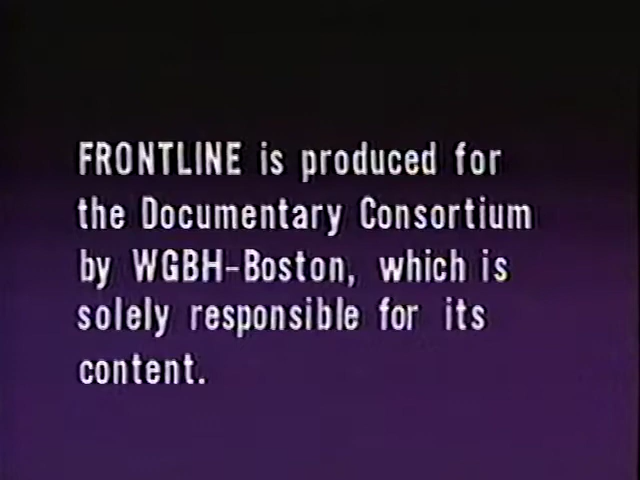 FRONTLINE is produced for
the Documentary Consortium
by WGBH-Boston, which is
solely responsible for its
content.